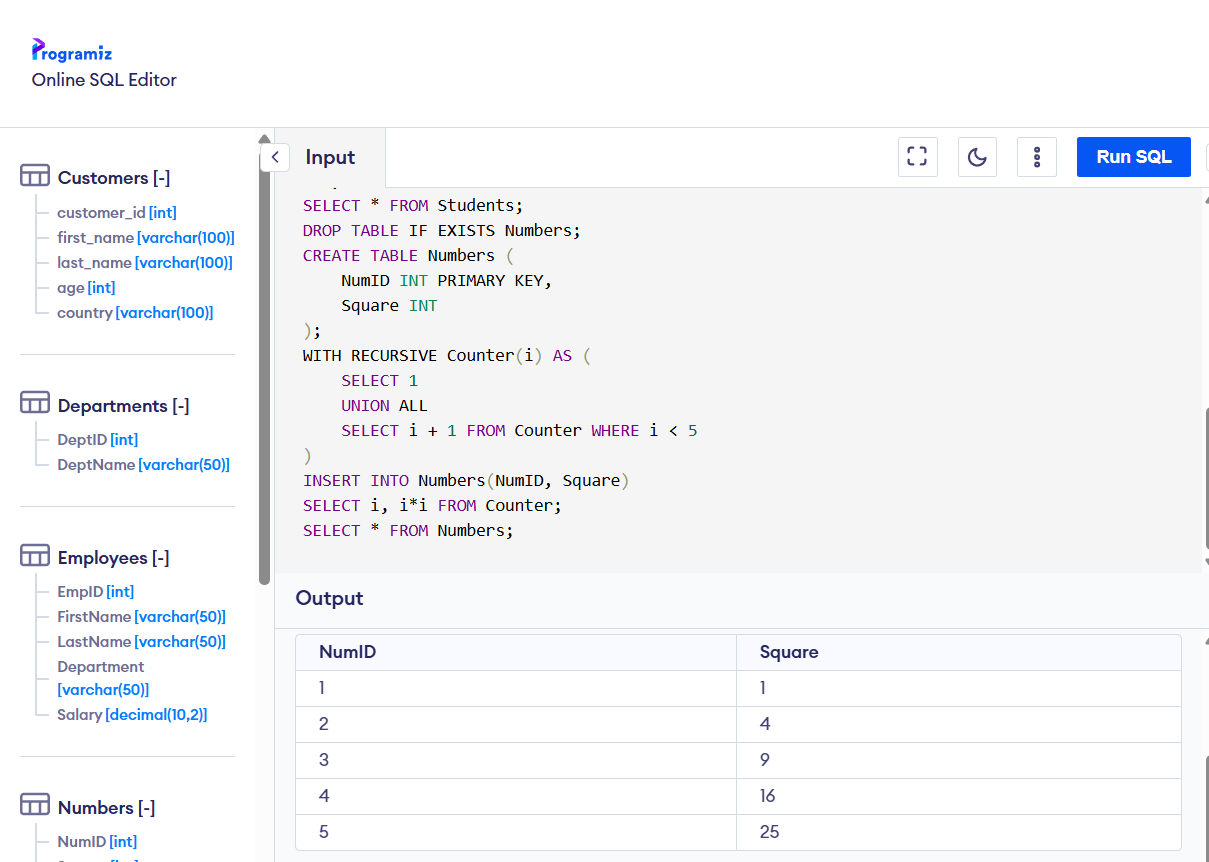 Programiz
Online SQL Editor
Customers [-]
customer_id [int]
first_name [varchar(100)]
last_name [varchar(100)]
age [int]
country [varchar(100)]
Departments [-]
DeptID [int]
DeptName [varchar(50)]
Employees [-]
EmpID [int]
FirstName [varchar(50)]
LastName [varchar(50)]
Department
[varchar(50)]
Salary [decimal(10,2)]
Numbers [-]
NumID [int]
Input
Run SQL
SELECT * FROM Students;
DROP TABLE IF EXISTS Numbers;
CREATE TABLE Numbers (
    NumID INT PRIMARY KEY,
    Square INT
);
WITH RECURSIVE Counter(i) AS (
    SELECT 1
    UNION ALL
    SELECT i + 1 FROM Counter WHERE i < 5
)
INSERT INTO Numbers(NumID, Square)
SELECT i, i*i FROM Counter;
SELECT * FROM Numbers;
Output
NumID Square
1 1
2 4
3 9
4 16
5 25